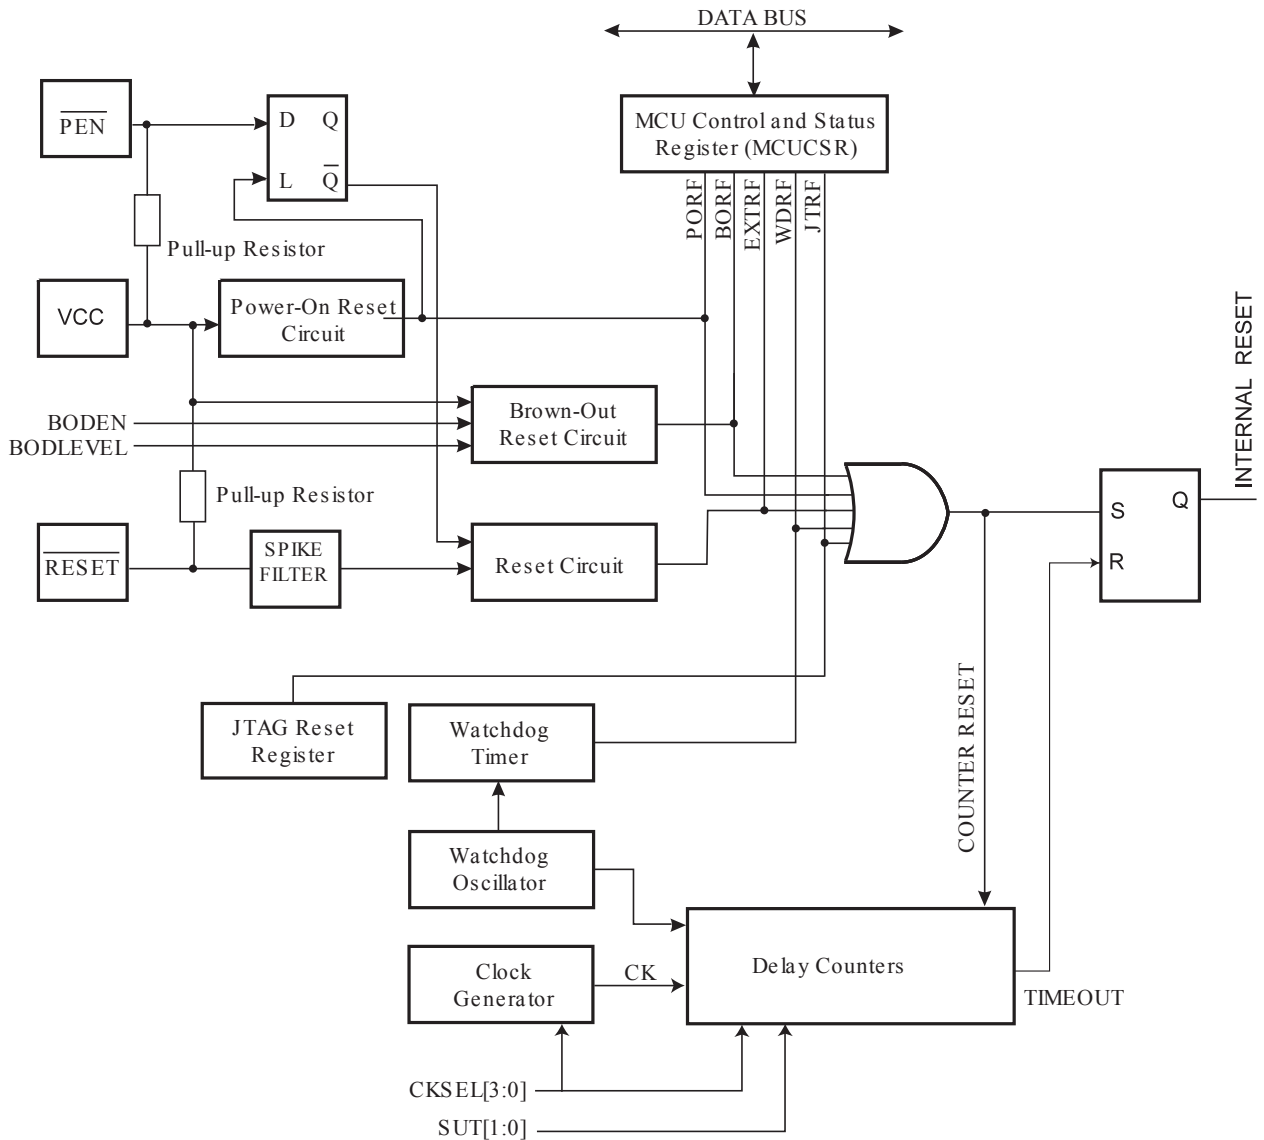 DATA BUS
PEN
D Q
L Q
MCU Control and Status
Register (MCUCSR)
PORF
BORF
EXTRF
WDRF
JTRF
Pull-up Resistor
VCC
Power-On Reset
Circuit
BODEN
BODLEVEL
Brown-Out
Reset Circuit
Pull-up Resistor
RESET
SPIKE
FILTER
Reset Circuit
S Q
R
INTERNAL RESET
JTAG Reset
Register
Watchdog
Timer
COUNTER RESET
Watchdog
Oscillator
Clock
Generator
CK
Delay Counters
TIMEOUT
CKSEL[3:0]
SUT[1:0]